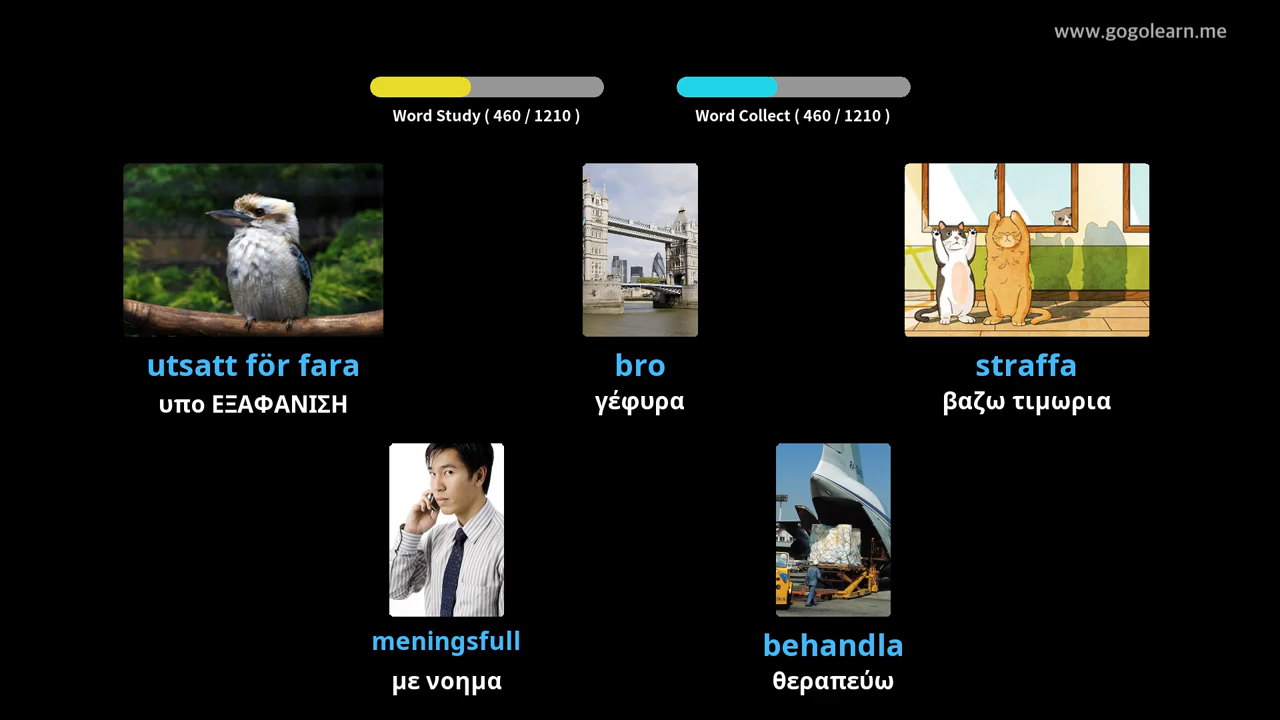 www.gogolearn.me
Word Study ( 460 / 1210 )
Word Collect ( 460 / 1210 )
utsatt för fara
υπο ΕΞΑΦΑΝΙΣΗ
bro
γέφυρα
straffa
βαζω τιμωρια
meningsfull
με νοημα
behandla
θεραπεύω